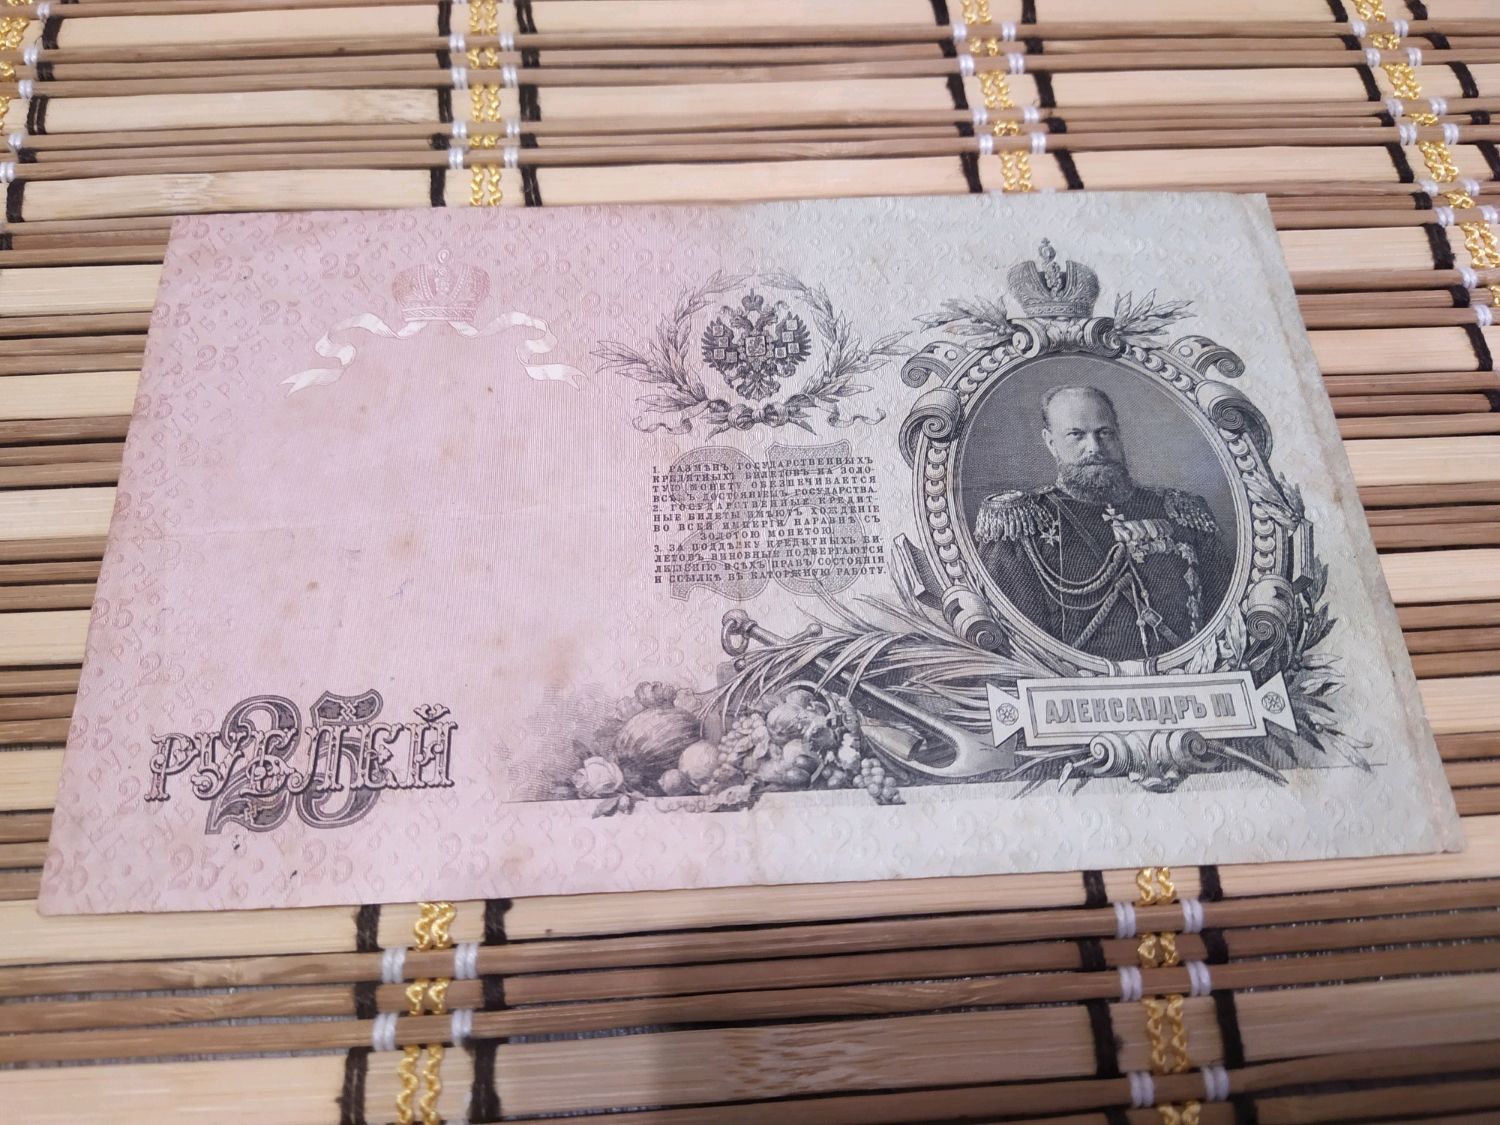 1. РАЗМѢНЪ ГОСУДАРСТВЕННЫХЪ
КРЕДИТНЫХЪ БИЛЕТОВЪ НА ЗОЛО-
ТУЮ МОНЕТУ ОБЕЗПЕЧИВАЕТСЯ
ВСѢМЪ ДОСТОЯНІЕМЪ ГОСУДАРСТВА.
2. ГОСУДАРСТВЕННЫЕ КРЕДИТ-
НЫЕ БИЛЕТЫ ИМѢЮТЪ ХОЖДЕНІЕ
ВО ВСЕЙ ИМПЕРІИ НАРАВНѢ СЪ
ЗОЛОТОЮ МОНЕТОЮ.
3. ЗА ПОДДѢЛКУ КРЕДИТНЫХЪ БИ-
ЛЕТОВЪ ВИНОВНЫЕ ПОДВЕРГАЮТСЯ
ЛИШЕНІЮ ВСѢХЪ ПРАВЪ СОСТОЯНІЯ
И ССЫЛКѢ ВЪ КАТОРЖНУЮ РАБОТУ.
25
АЛЕКСАНДРЪ III
25
РУБЛЕЙ